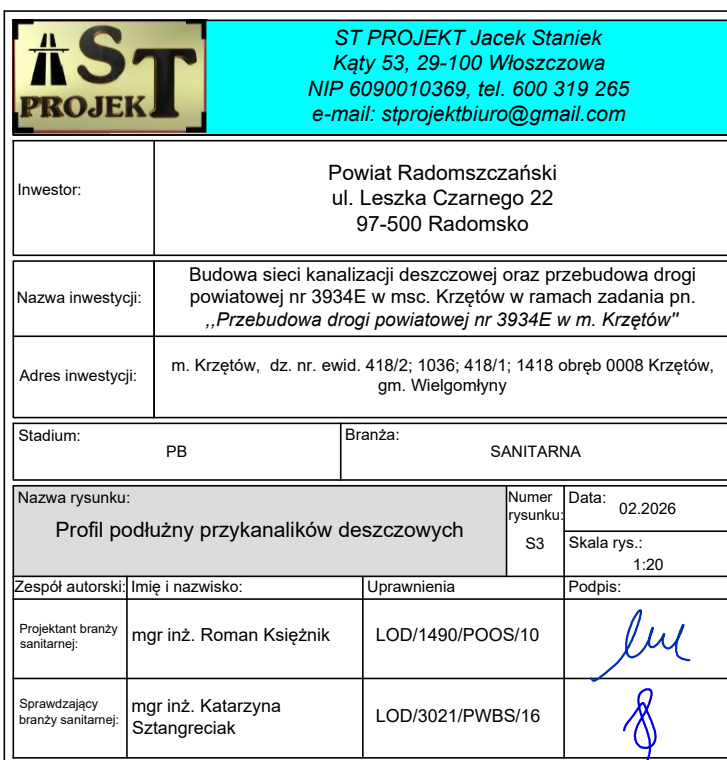 ST
PROJEKT
ST PROJEKT Jacek Staniek
Kąty 53, 29-100 Włoszczowa
NIP 6090010369, tel. 600 319 265
e-mail: stprojektbiuro@gmail.com
Inwestor:
Powiat Radomszczański
ul. Leszka Czarnego 22
97-500 Radomsko
Nazwa inwestycji:
Budowa sieci kanalizacji deszczowej oraz przebudowa drogi
powiatowej nr 3934E w msc. Krzętów w ramach zadania pn.
,,Przebudowa drogi powiatowej nr 3934E w m. Krzętów"
Adres inwestycji:
m. Krzętów, dz. nr. ewid. 418/2; 1036; 418/1; 1418 obręb 0008 Krzętów,
gm. Wielgomłyny
Stadium:
PB
Branża:
SANITARNA
Nazwa rysunku:
Profil podłużny przykanalików deszczowych
Numer
rysunku:
S3
Data:
02.2026
Skala rys.:
1:20
Zespół autorski: Imię i nazwisko: Uprawnienia Podpis:
Projektant branży
sanitarnej:
mgr inż. Roman Księżnik
LOD/1490/POOS/10
Sprawdzający
branży sanitarnej:
mgr inż. Katarzyna
Sztangreciak
LOD/3021/PWBS/16